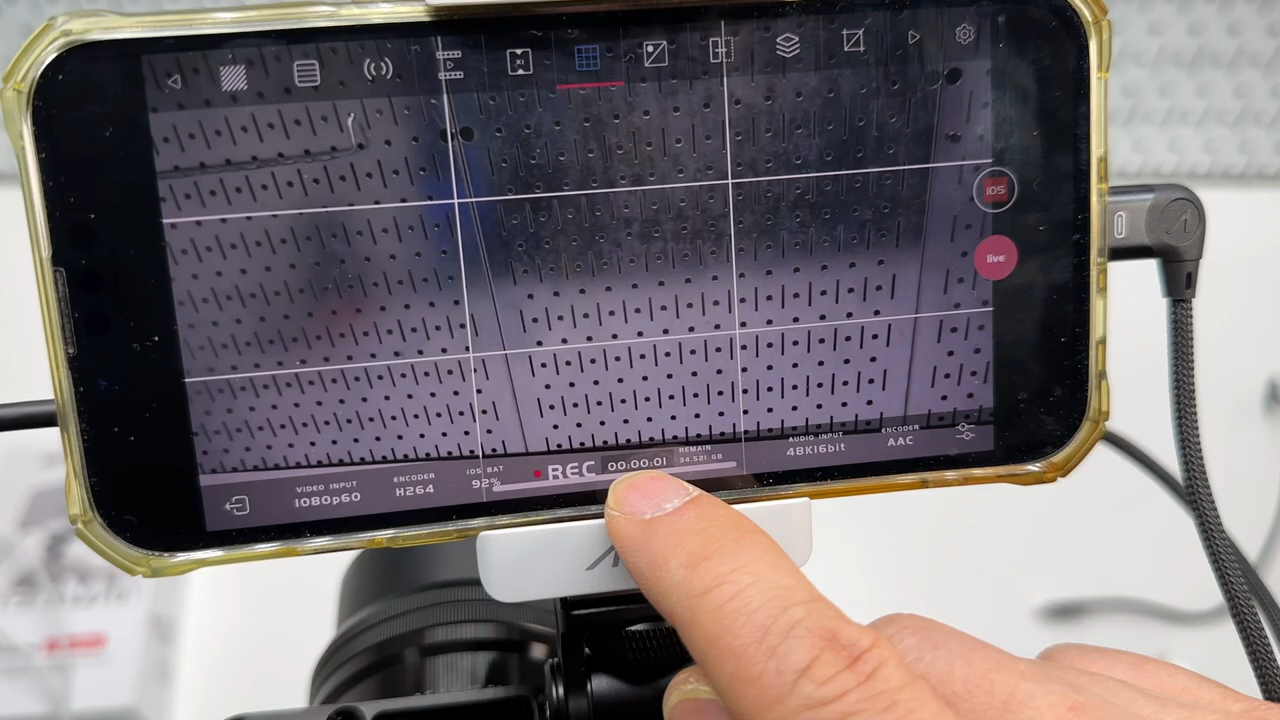 XI
iOS
live
VIDEO INPUT
1080p60
ENCODER
H264
iOS BAT
92%
REC
00:00:01
REMAIN
34.521 GB
AUDIO INPUT
48K16bit
ENCODER
AAC